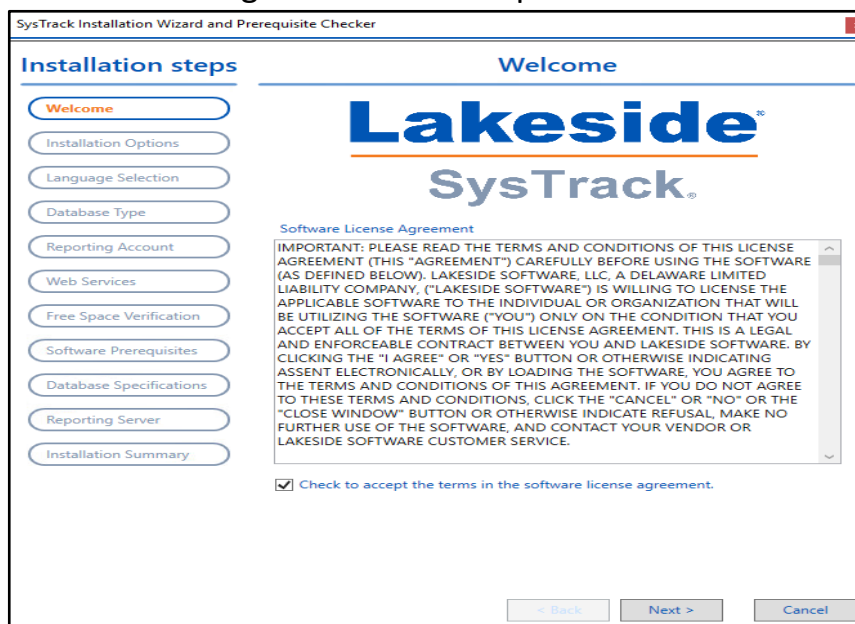 SysTrack Installation Wizard and Prerequisite Checker
Installation steps
Welcome
Installation Options
Language Selection
Database Type
Reporting Account
Web Services
Free Space Verification
Software Prerequisites
Database Specifications
Reporting Server
Installation Summary
Welcome
Lakeside®
SysTrack®
Software License Agreement
IMPORTANT: PLEASE READ THE TERMS AND CONDITIONS OF THIS LICENSE
AGREEMENT (THIS "AGREEMENT") CAREFULLY BEFORE USING THE SOFTWARE
(AS DEFINED BELOW). LAKESIDE SOFTWARE, LLC, A DELAWARE LIMITED
LIABILITY COMPANY, ("LAKESIDE SOFTWARE") IS WILLING TO LICENSE THE
APPLICABLE SOFTWARE TO THE INDIVIDUAL OR ORGANIZATION THAT WILL
BE UTILIZING THE SOFTWARE ("YOU") ONLY ON THE CONDITION THAT YOU
ACCEPT ALL OF THE TERMS OF THIS LICENSE AGREEMENT. THIS IS A LEGAL
AND ENFORCEABLE CONTRACT BETWEEN YOU AND LAKESIDE SOFTWARE. BY
CLICKING THE "I AGREE" OR "YES" BUTTON OR OTHERWISE INDICATING
ASSENT ELECTRONICALLY, OR BY LOADING THE SOFTWARE, YOU AGREE TO
THE TERMS AND CONDITIONS OF THIS AGREEMENT. IF YOU DO NOT AGREE
TO THESE TERMS AND CONDITIONS, CLICK THE "CANCEL" OR "NO" OR THE
"CLOSE WINDOW" BUTTON OR OTHERWISE INDICATE REFUSAL, MAKE NO
FURTHER USE OF THE SOFTWARE, AND CONTACT YOUR VENDOR OR
LAKESIDE SOFTWARE CUSTOMER SERVICE.
Check to accept the terms in the software license agreement.
< Back Next > Cancel